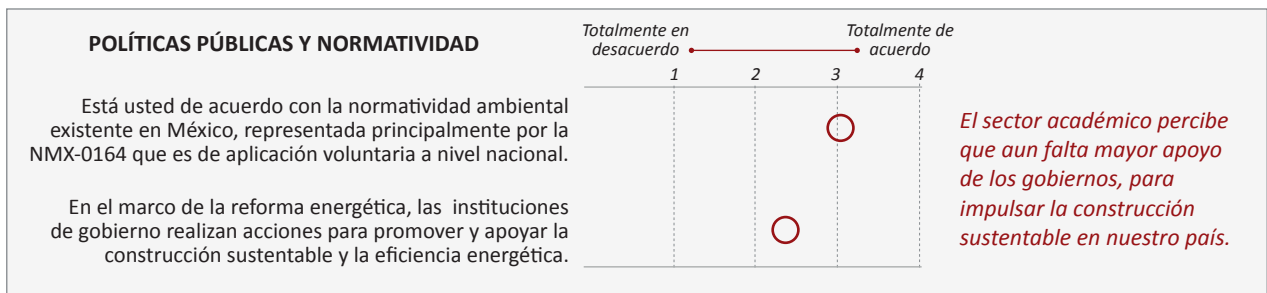 POLÍTICAS PÚBLICAS Y NORMATIVIDAD
Totalmente en
desacuerdo
Totalmente de
acuerdo
1 2 3 4
Está usted de acuerdo con la normatividad ambiental
existente en México, representada principalmente por la
NMX-0164 que es de aplicación voluntaria a nivel nacional.
En el marco de la reforma energética, las instituciones
de gobierno realizan acciones para promover y apoyar la
construcción sustentable y la eficiencia energética.
El sector académico percibe
que aun falta mayor apoyo
de los gobiernos, para
impulsar la construcción
sustentable en nuestro país.